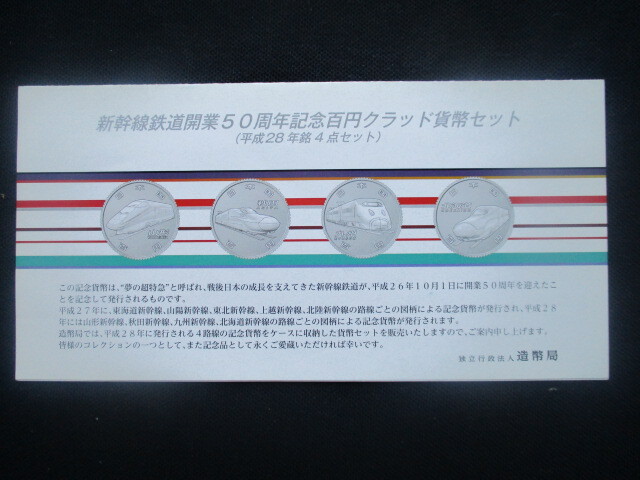 新幹線鉄道開業50周年記念百円クラッド貨幣セット
(平成28年銘4点セット)
日本国 日本国 日本国 日本国
この記念貨幣は、“夢の超特急”と呼ばれ、戦後日本の成長を支えてきた新幹線鉄道が、平成26年10月1日に開業50周年を迎えたこ
とを記念して発行されるものです。
平成27年に、東海道新幹線、山陽新幹線、東北新幹線、上越新幹線、北陸新幹線の路線ごとの図柄による記念貨幣が発行され、平成28
年には山形新幹線、秋田新幹線、九州新幹線、北海道新幹線の路線ごとの図柄による記念貨幣が発行されます。
造幣局では、平成28年に発行される4路線の記念貨幣をケースに収納した貨幣セットを販売いたしますので、ご案内申し上げます。
皆様のコレクションの一つとして、また記念品として永くご愛蔵いただければ幸いです。
独立行政法人 造幣局